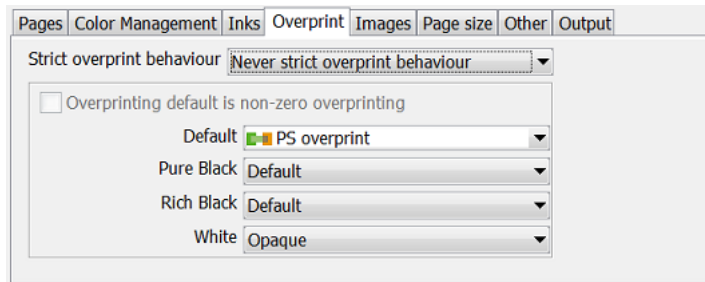 Pages Color Management Inks Overprint Images Page size Other Output
Strict overprint behaviour Never strict overprint behaviour
Overprinting default is non-zero overprinting
Default PS overprint
Pure Black Default
Rich Black Default
White Opaque